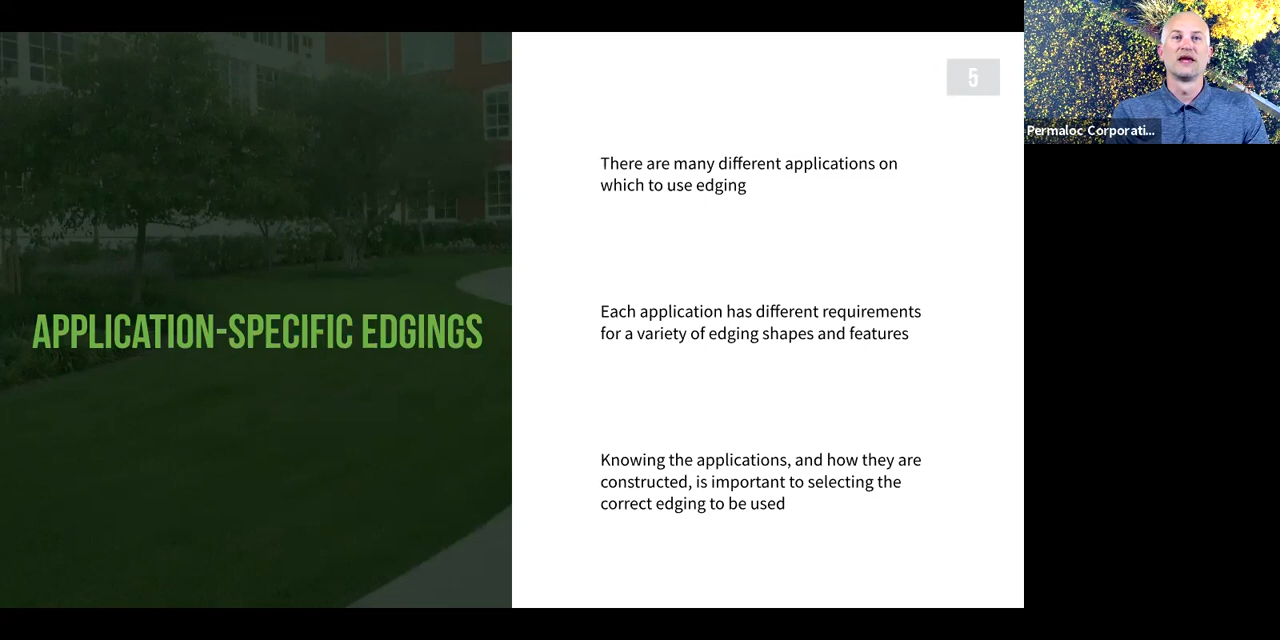 5
There are many different applications on
which to use edging
APPLICATION-SPECIFIC EDGINGS
Each application has different requirements
for a variety of edging shapes and features
Knowing the applications, and how they are
constructed, is important to selecting the
correct edging to be used
Permaloc Corporati...